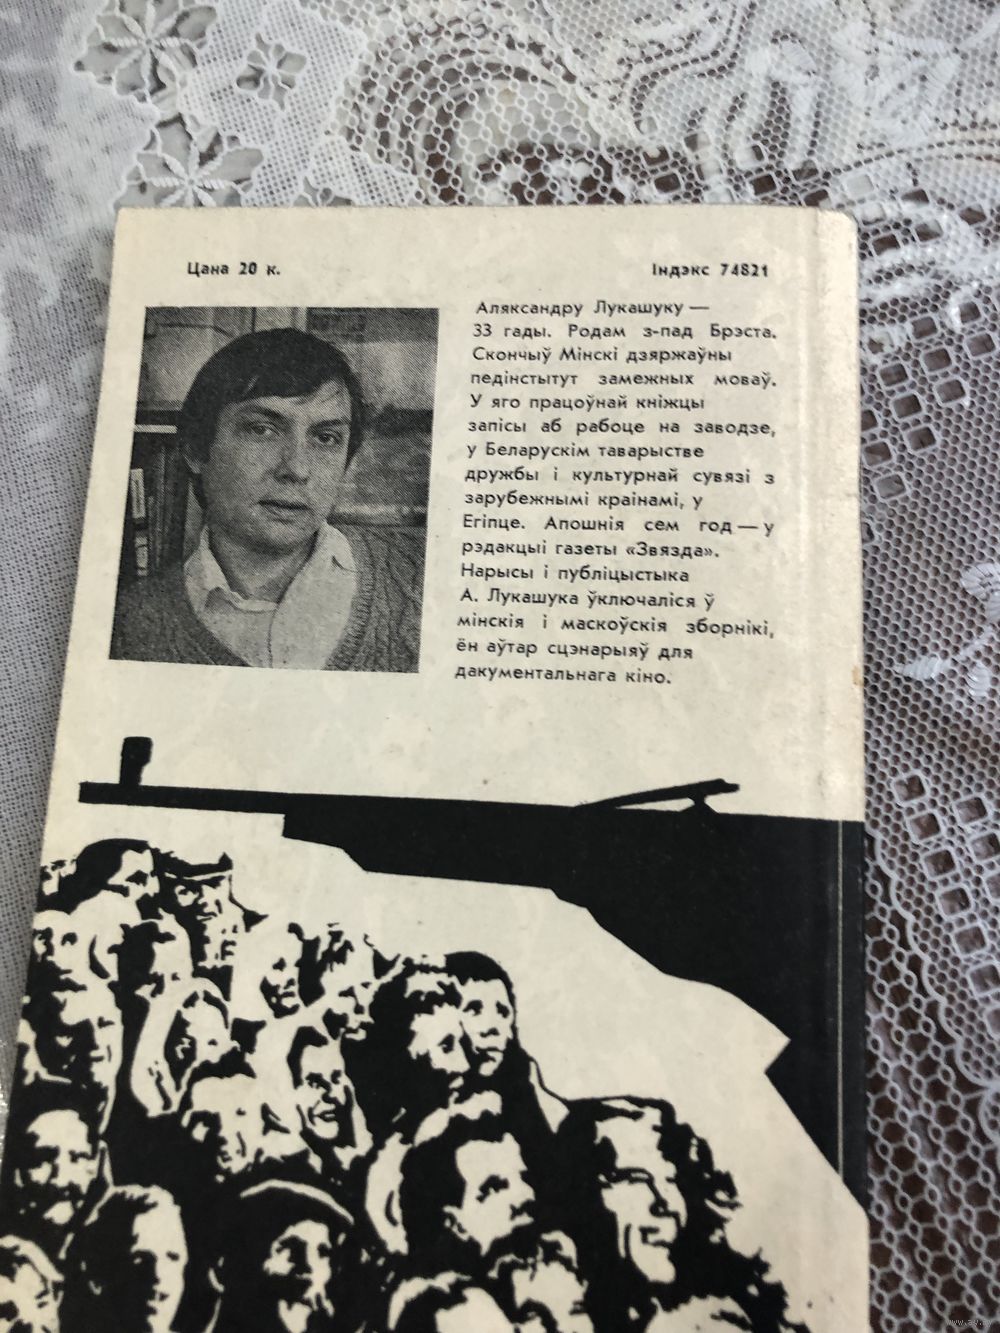 Цана 20 к.
Індэкс 74821
Аляксандру Лукашуку —
33 гады. Родам з-пад Брэста.
Скончыў Мінскі дзяржаўны
педінстытут замежных моваў.
У яго працоўнай кніжцы
запісы аб рабоце на заводзе,
у Беларускім таварыстве
дружбы і культурнай сувязі з
зарубежнымі краінамі, у
Егіпце. Апошнія сем год — у
рэдакцыі газеты «Звязда».
Нарысы і публіцыстыка
А. Лукашука ўключаліся ў
мінскія і маскоўскія зборнікі,
ён аўтар сцэнарыяў для
дакументальнага кіно.